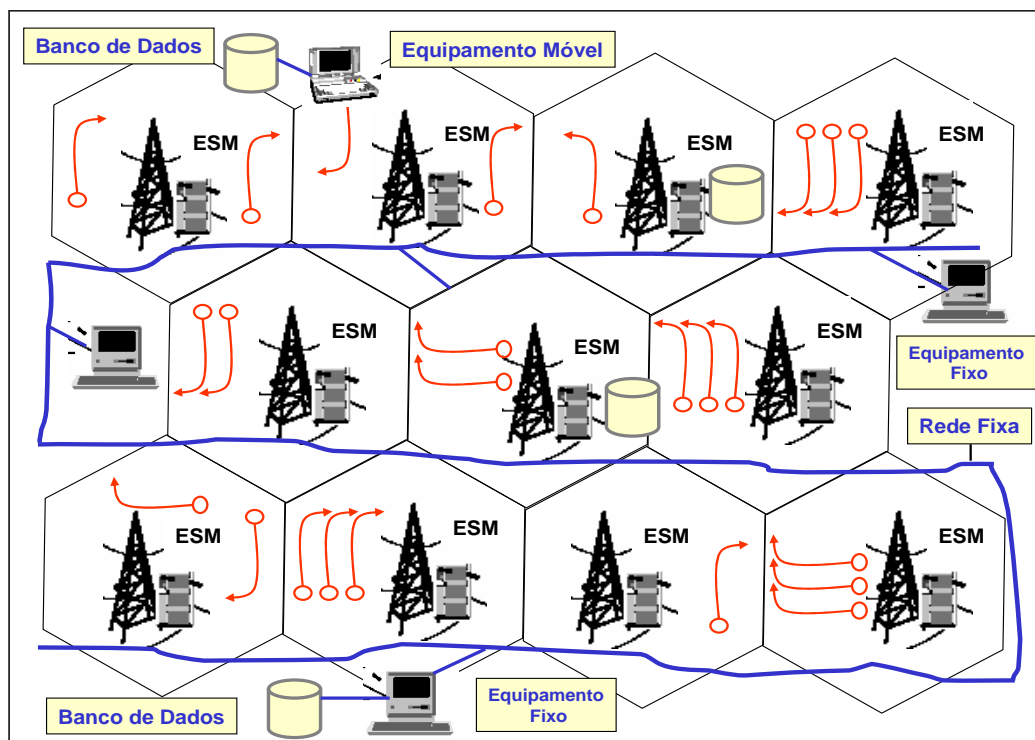 Banco de Dados
Equipamento Móvel
ESM
ESM
ESM
ESM
ESM
ESM
ESM
Equipamento
Fixo
Rede Fixa
ESM
ESM
ESM
ESM
Banco de Dados
Equipamento
Fixo